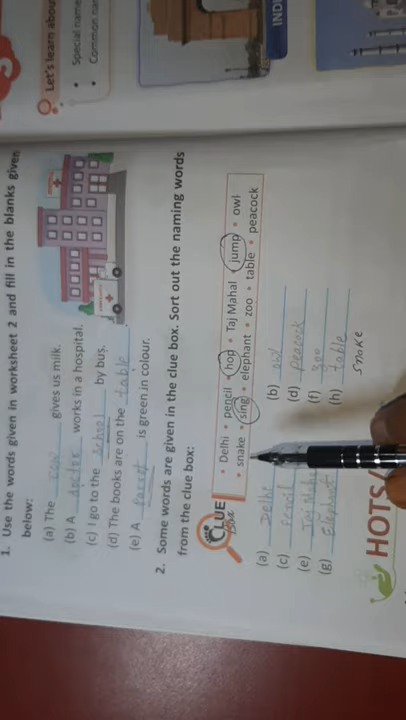 Let's learn about
• Special name
• Common na
INDI
1. Use the words given in worksheet 2 and fill in the blanks given
below:
(a) The cow gives us milk.
(b) A doctor works in a hospital.
(c) I go to the school by bus.
(d) The books are on the table.
(e) A parrot is green in colour.
2. Some words are given in the clue box. Sort out the naming words
from the clue box:
CLUE Box
• Delhi • pencil • hop • Taj Mahal • jump • owl
• snake • sing • elephant • zoo • table • peacock
(a) Delhi (b) owl
(c) pencil (d) peacock
(e) Taj Mahal (f) zoo
(g) Elephant (h) table
snake
HOTS